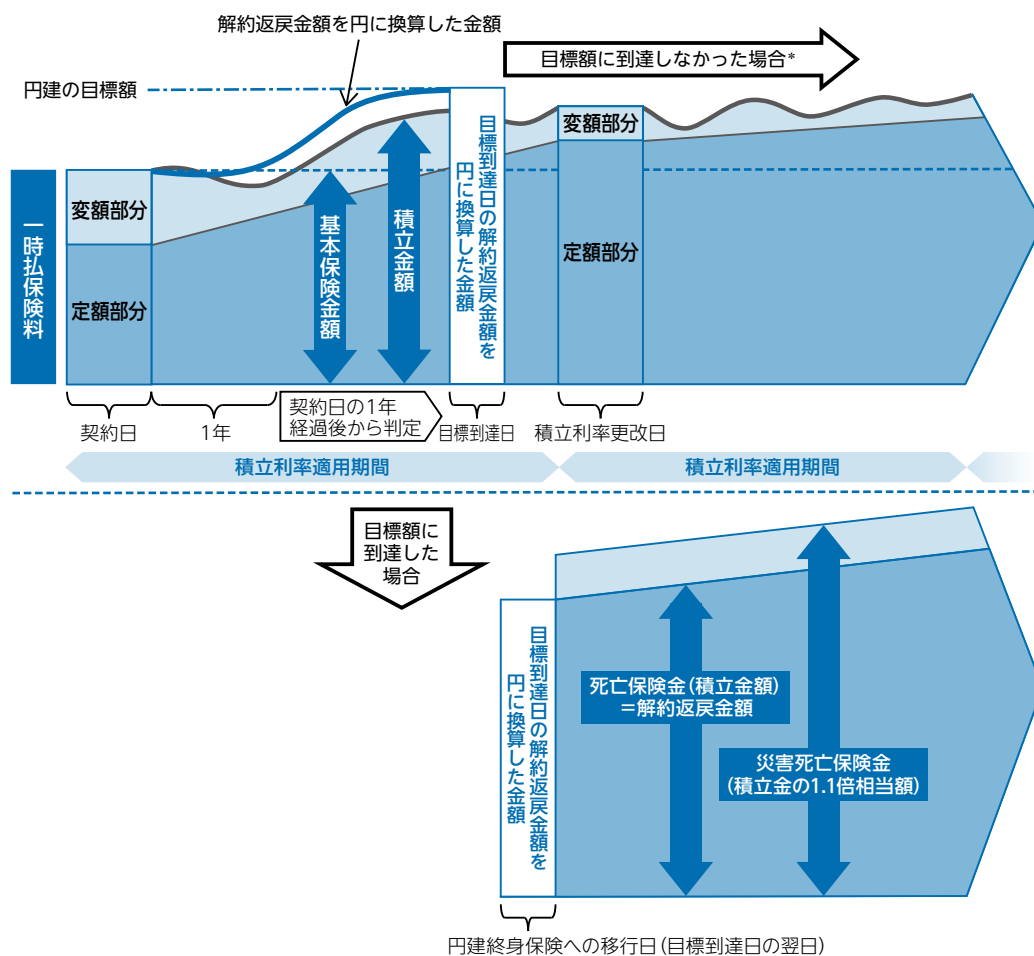 解約返戻金額を円に換算した金額
目標額に到達しなかった場合*
円建の目標額
一時払保険料
変額部分
定額部分
基本保険金額
積立金額
目標到達日の解約返戻金額を
円に換算した金額
変額部分
定額部分
契約日
1年
契約日の1年
経過後から判定
目標到達日
積立利率更改日
積立利率適用期間
積立利率適用期間
目標額に
到達した
場合
目標到達日の解約返戻金額を
円に換算した金額
死亡保険金(積立金額)
=解約返戻金額
災害死亡保険金
(積立金の1.1倍相当額)
円建終身保険への移行日(目標到達日の翌日)